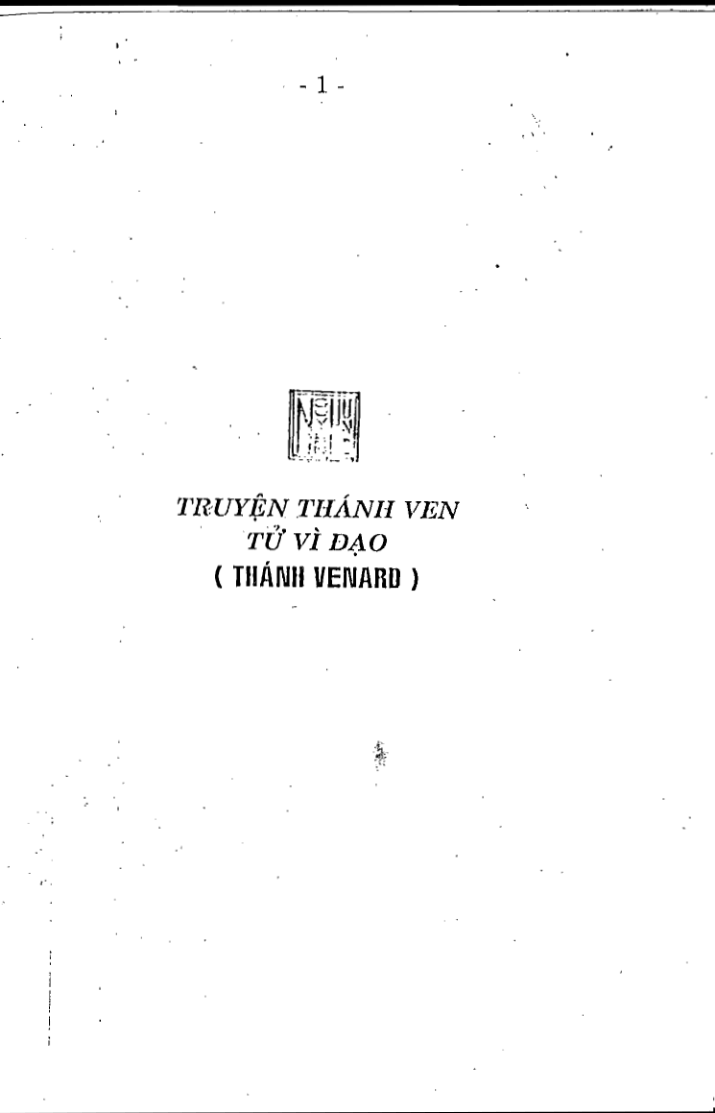 - 1 -
TRUYỆN THÁNH VEN
TỬ VÌ ĐẠO
( THÁNH VENARD )